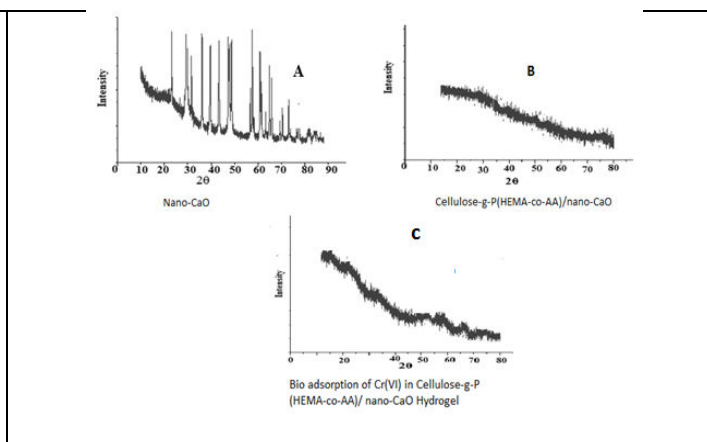 Intensity
A
10 20 30 40 50 60 70 80 90
2θ
Nano-CaO
Intensity
B
0 10 20 30 40 50 60 70 80
2θ
Cellulose-g-P(HEMA-co-AA)/nano-CaO
Intensity
C
0 20 40 50 60 70 80
2θ
Bio adsorption of Cr(VI) in Cellulose-g-P
(HEMA-co-AA)/ nano-CaO Hydrogel